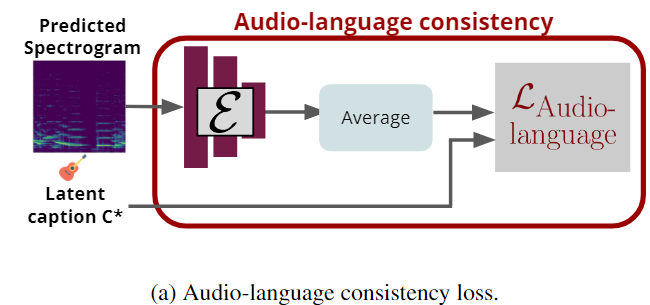 Audio-language consistency
Predicted
Spectrogram
ℰ
Average
ℒAudio-
language
Latent
caption C*
(a) Audio-language consistency loss.